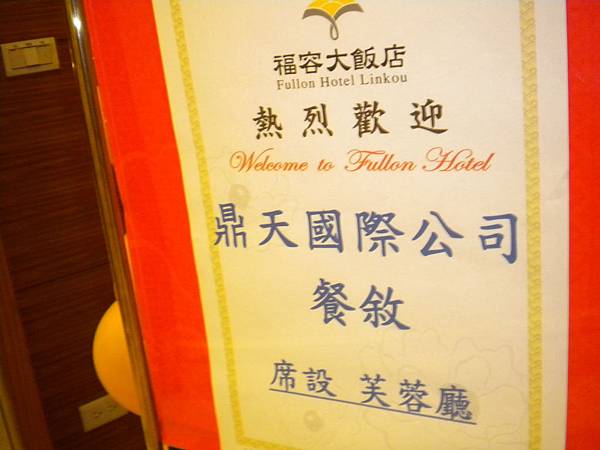 福容大飯店
Fullon Hotel Linkou
熱烈歡迎
Welcome to Fullon Hotel
鼎天國際公司
餐敘
席設 芙蓉廳